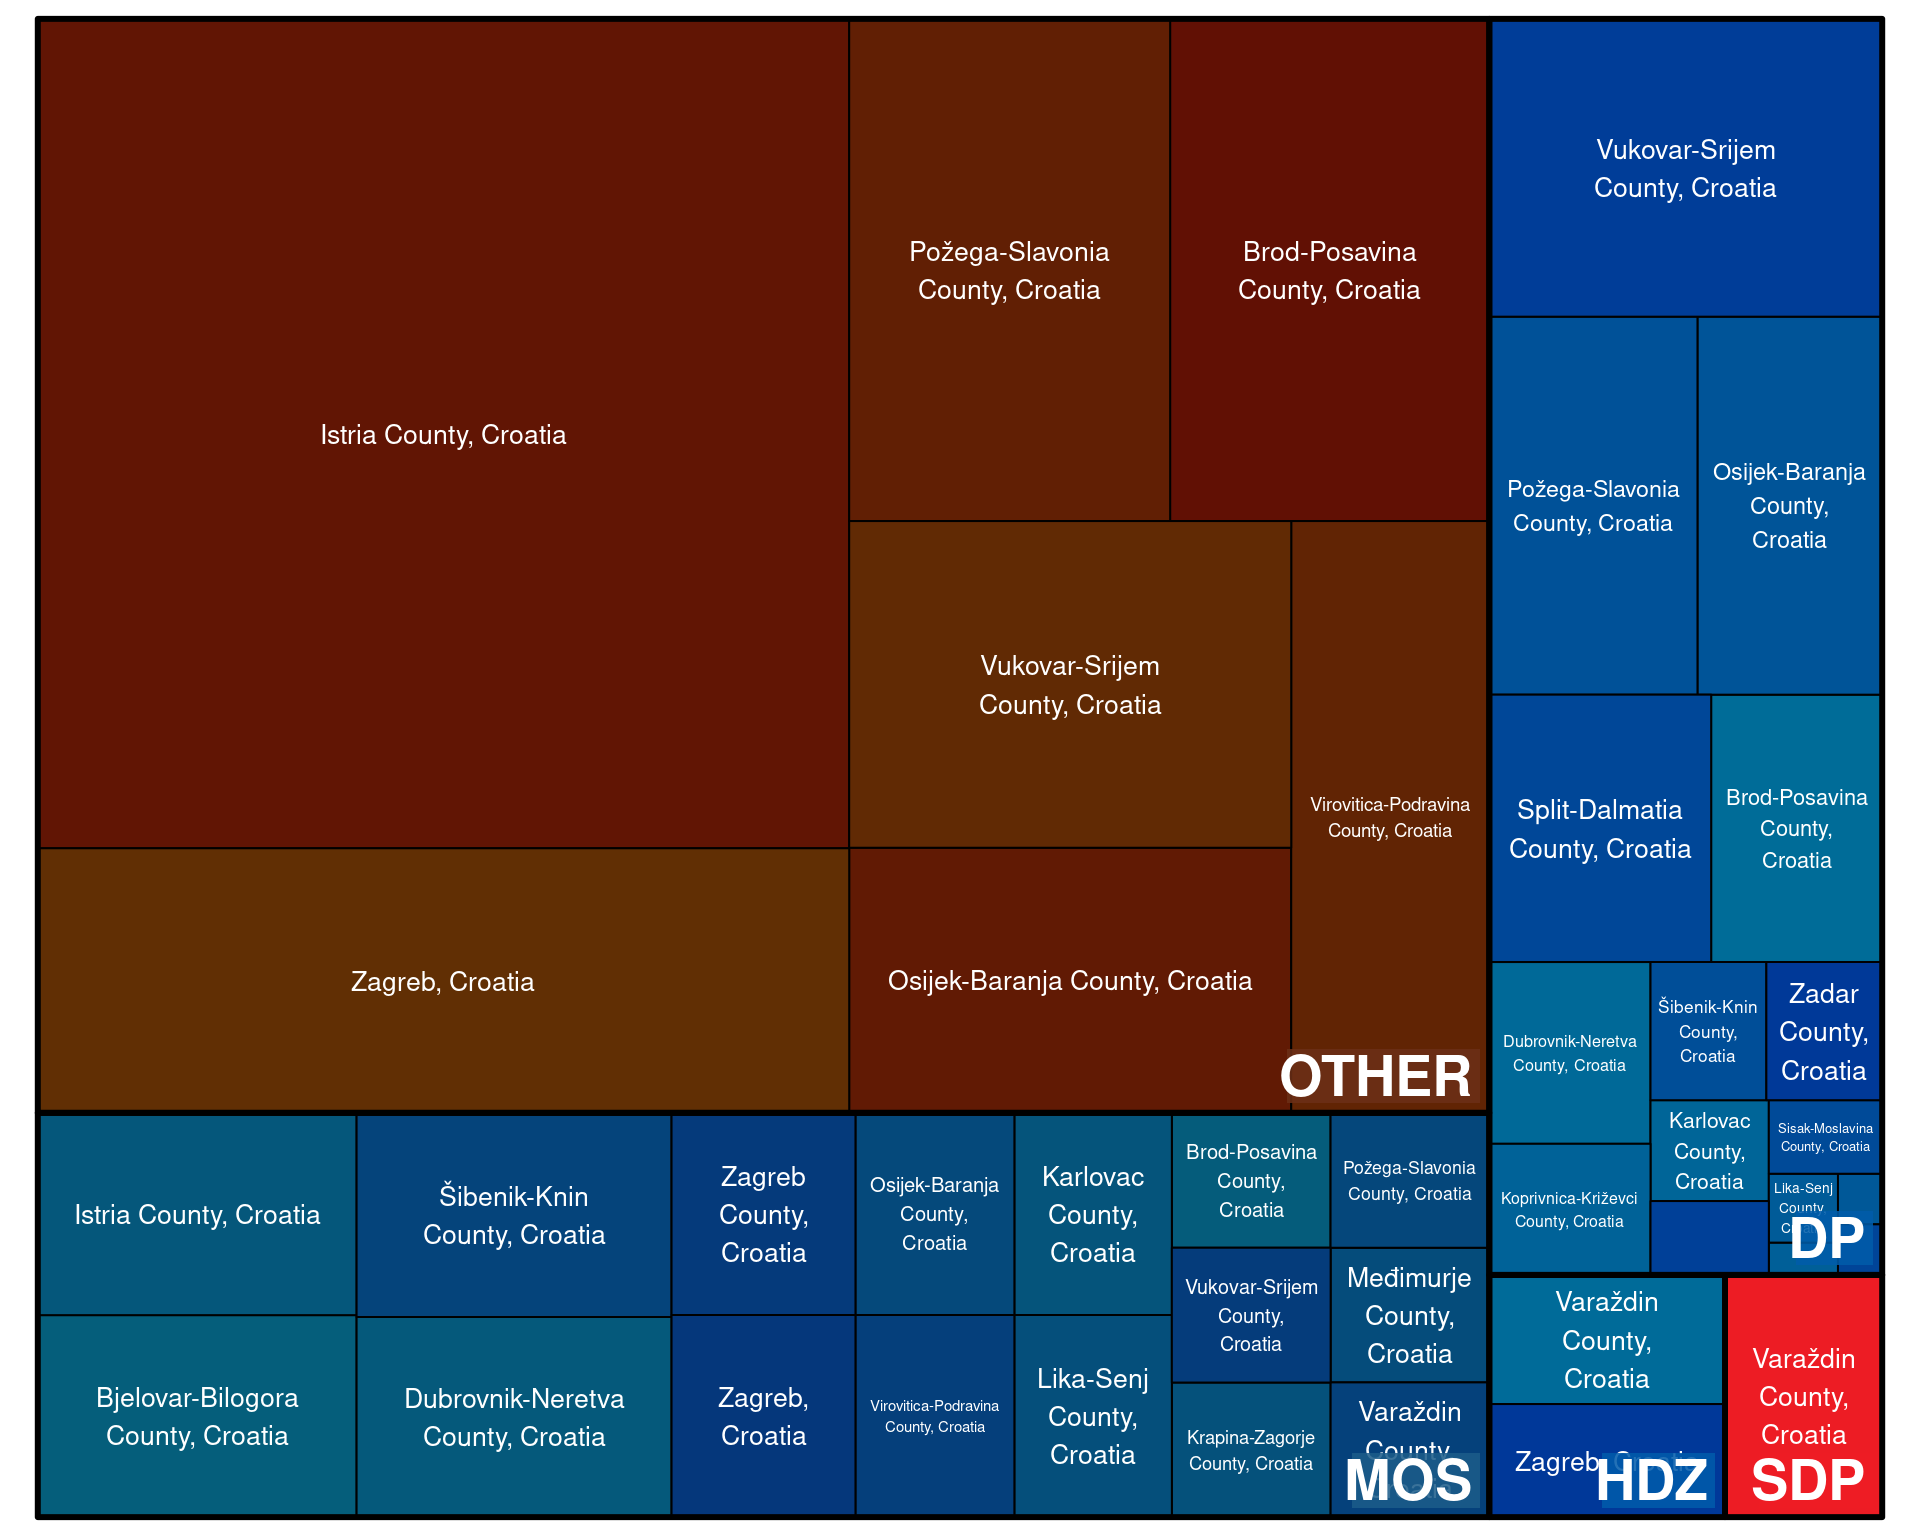 Istria County, Croatia
Požega-Slavonia
County, Croatia
Brod-Posavina
County, Croatia
Vukovar-Srijem
County, Croatia
Virovitica-Podravina
County, Croatia
Zagreb, Croatia
Osijek-Baranja County, Croatia
OTHER
Vukovar-Srijem
County, Croatia
Požega-Slavonia
County, Croatia
Osijek-Baranja
County,
Croatia
Split-Dalmatia
County, Croatia
Brod-Posavina
County,
Croatia
Dubrovnik-Neretva
County, Croatia
Šibenik-Knin
County,
Croatia
Zadar
County,
Croatia
Koprivnica-Križevci
County, Croatia
Karlovac
County,
Croatia
Sisak-Moslavina
County, Croatia
Lika-Senj
County,
DP
Istria County, Croatia
Šibenik-Knin
County, Croatia
Zagreb
County,
Croatia
Osijek-Baranja
County,
Croatia
Karlovac
County,
Croatia
Brod-Posavina
County,
Croatia
Požega-Slavonia
County, Croatia
Bjelovar-Bilogora
County, Croatia
Dubrovnik-Neretva
County, Croatia
Zagreb,
Croatia
Virovitica-Podravina
County, Croatia
Lika-Senj
County,
Croatia
Vukovar-Srijem
County,
Croatia
Međimurje
County,
Croatia
Krapina-Zagorje
County, Croatia
Varaždin
County,
MOS
Varaždin
County,
Croatia
Zagreb, Croatia
HDZ
Varaždin
County,
Croatia
SDP